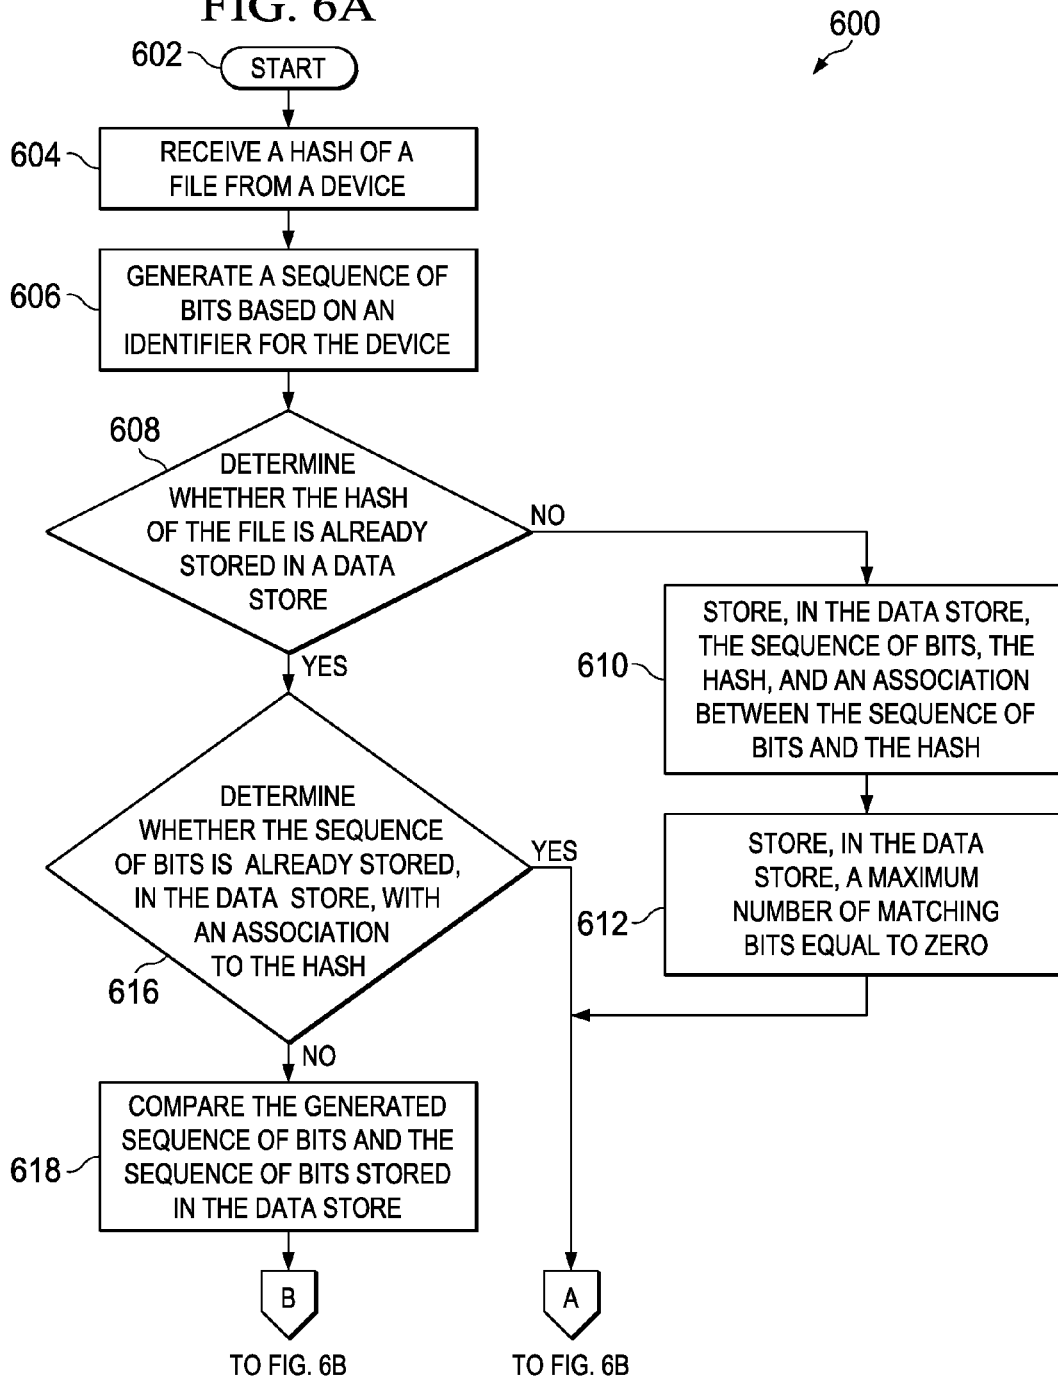 FIG. 6A
600
602
START
604
RECEIVE A HASH OF A
FILE FROM A DEVICE
606
GENERATE A SEQUENCE OF
BITS BASED ON AN
IDENTIFIER FOR THE DEVICE
608
DETERMINE
WHETHER THE HASH
OF THE FILE IS ALREADY
STORED IN A DATA
STORE
NO
YES
610
STORE, IN THE DATA STORE,
THE SEQUENCE OF BITS, THE
HASH, AND AN ASSOCIATION
BETWEEN THE SEQUENCE OF
BITS AND THE HASH
612
STORE, IN THE DATA
STORE, A MAXIMUM
NUMBER OF MATCHING
BITS EQUAL TO ZERO
DETERMINE
WHETHER THE SEQUENCE
OF BITS IS ALREADY STORED,
IN THE DATA STORE, WITH
AN ASSOCIATION
TO THE HASH
616
YES
NO
618
COMPARE THE GENERATED
SEQUENCE OF BITS AND THE
SEQUENCE OF BITS STORED
IN THE DATA STORE
B
A
TO FIG. 6B
TO FIG. 6B